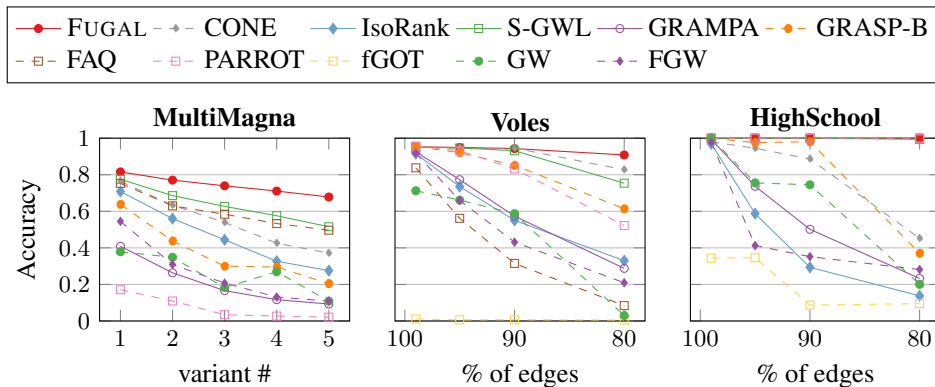 FUGAL CONE IsoRank S-GWL GRAMPA GRASP-B
FAQ PARROT fGOT GW FGW
MultiMagna Voles HighSchool
1
0.8
0.6
0.4
0.2
0
Accuracy
1 2 3 4 5 100 90 80 100 90 80
variant # % of edges % of edges